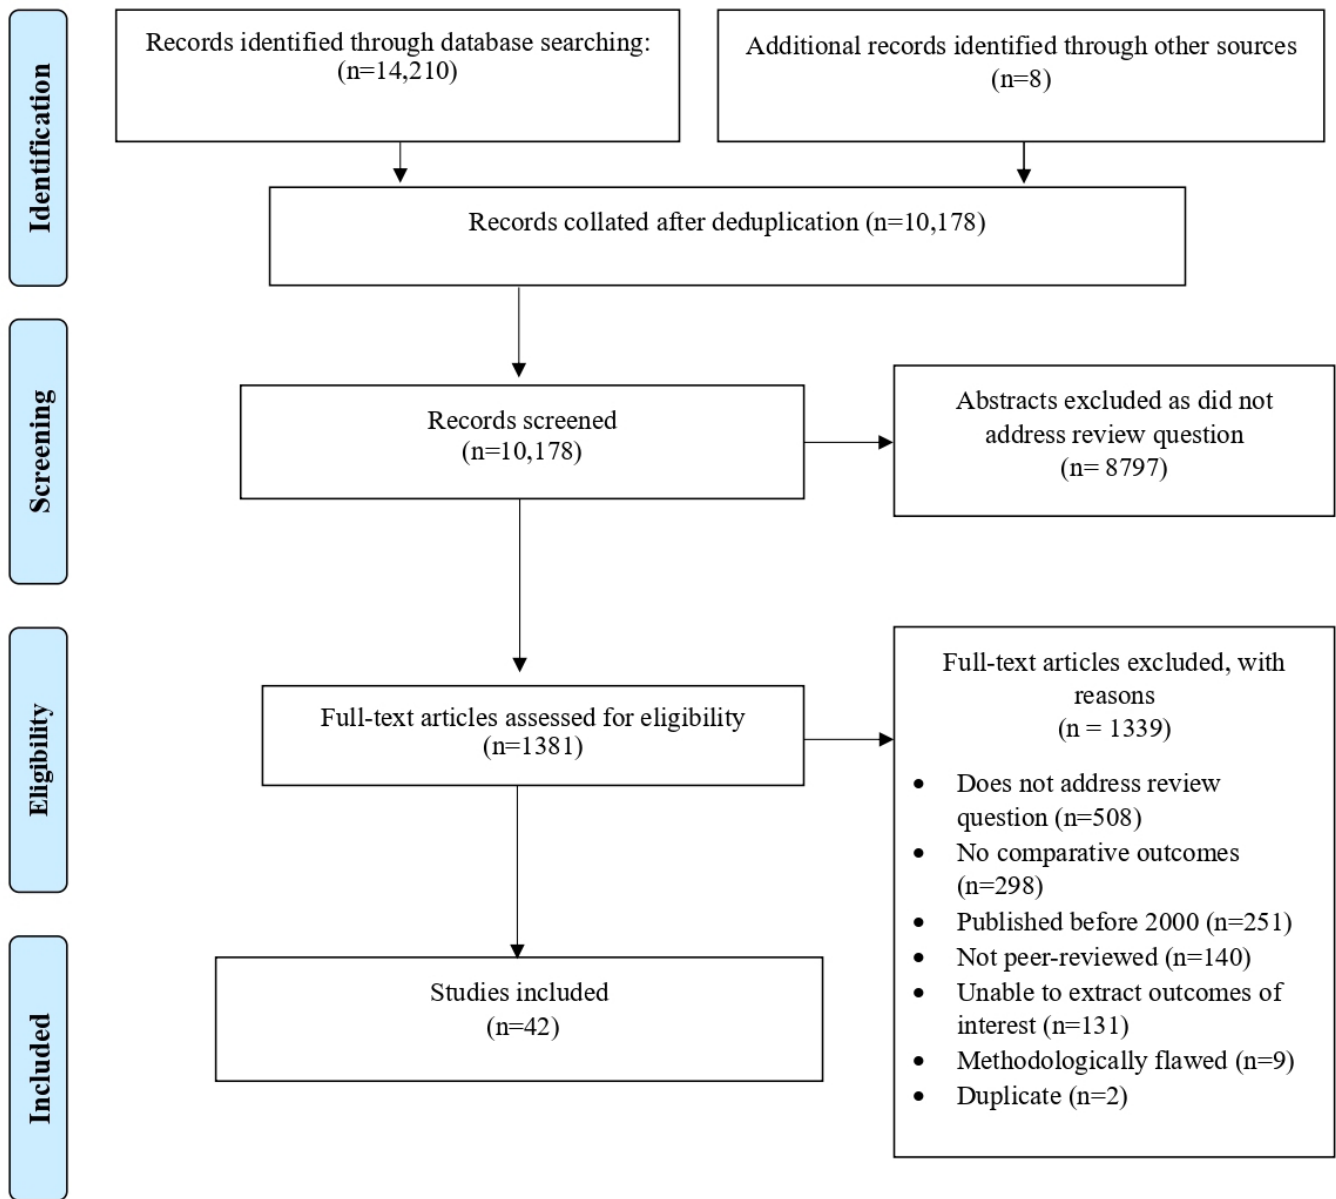 Identification
Records identified through database searching:
(n=14,210)
Additional records identified through other sources
(n=8)
Records collated after deduplication (n=10,178)
Screening
Records screened
(n=10,178)
Abstracts excluded as did not
address review question
(n= 8797)
Eligibility
Full-text articles assessed for eligibility
(n=1381)
Full-text articles excluded, with
reasons
(n = 1339)
• Does not address review
question (n=508)
• No comparative outcomes
(n=298)
• Published before 2000 (n=251)
• Not peer-reviewed (n=140)
• Unable to extract outcomes of
interest (n=131)
• Methodologically flawed (n=9)
• Duplicate (n=2)
Included
Studies included
(n=42)